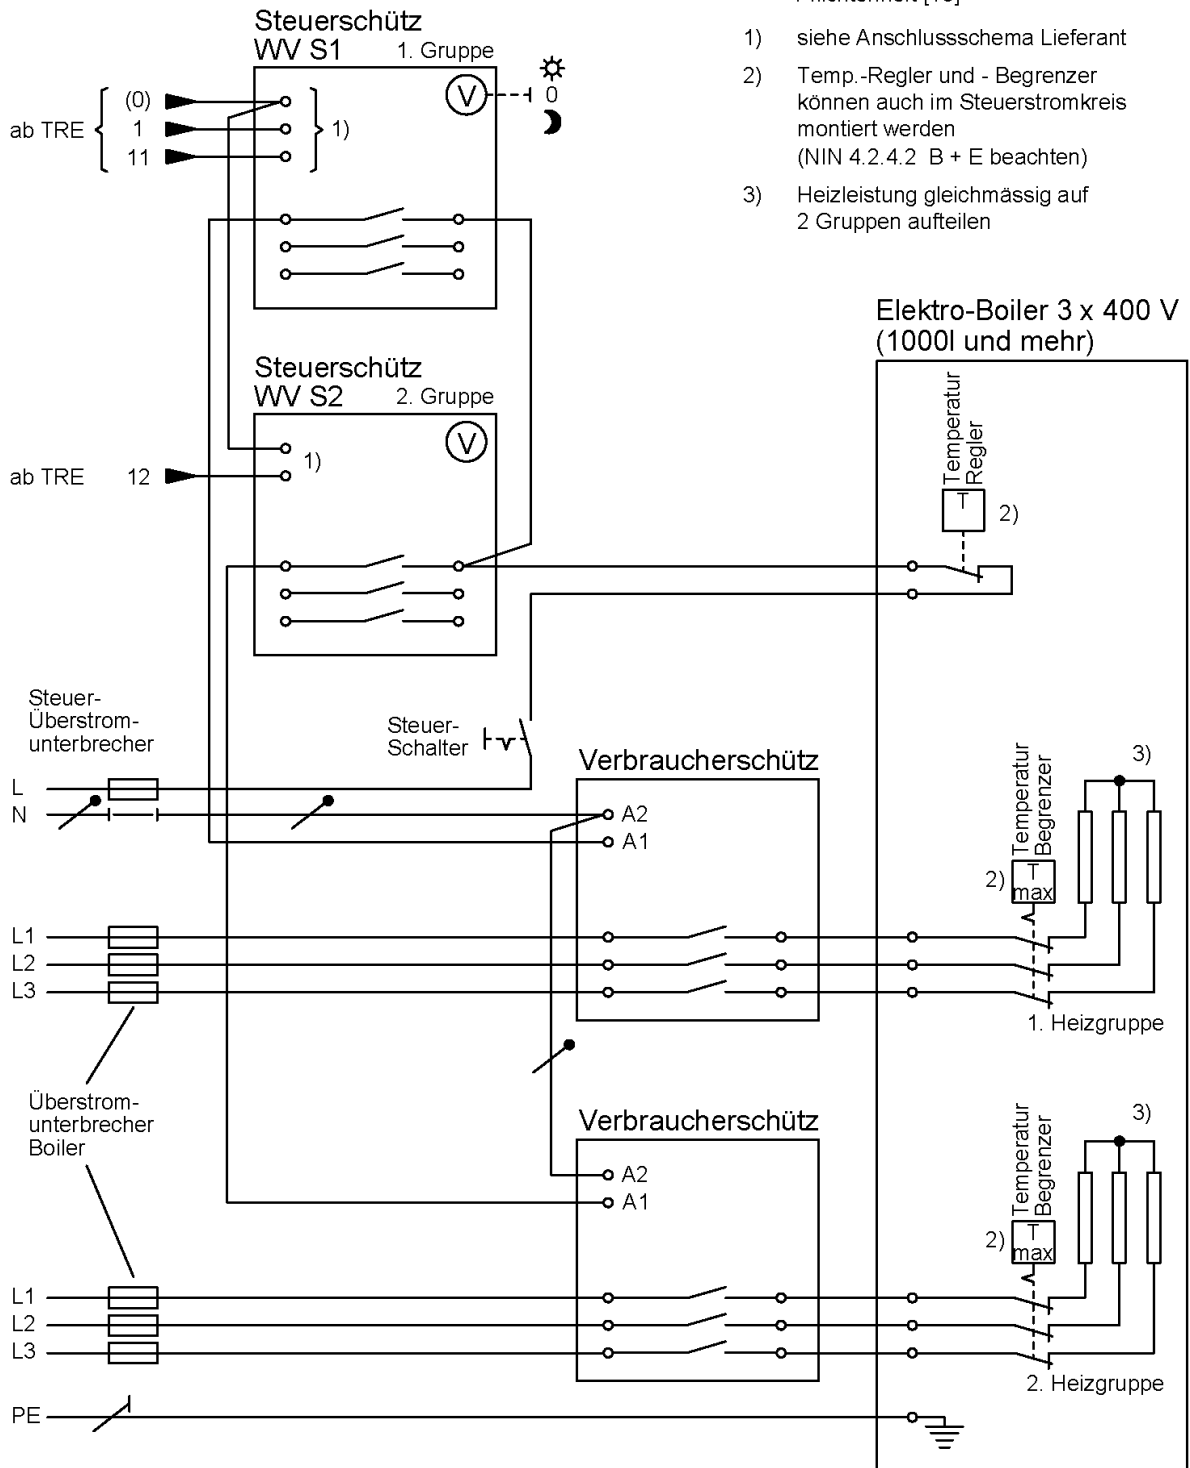 Steuerschütz
WV S1 1. Gruppe
V
0
(0)
ab TRE 1 1)
11
1) siehe Anschlussschema Lieferant
2) Temp.-Regler und - Begrenzer
können auch im Steuerstromkreis
montiert werden
(NIN 4.2.4.2 B + E beachten)
3) Heizleistung gleichmässig auf
2 Gruppen aufteilen
Elektro-Boiler 3 x 400 V
(1000l und mehr)
Steuerschütz
WV S2 2. Gruppe
V
1)
ab TRE 12
Temperatur
Regler
T
2)
Steuer-
Überstrom-
unterbrecher
Steuer-
Schalter
L
N
Verbraucherschütz
A2
A1
Temperatur
Begrenzer
3)
2)
T
max
L1
L2
L3
1. Heizgruppe
Überstrom-
unterbrecher
Boiler
Verbraucherschütz
A2
A1
Temperatur
Begrenzer
3)
2)
T
max
L1
L2
L3
2. Heizgruppe
PE